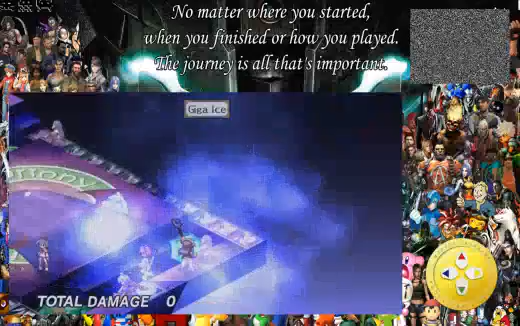 No matter where you started,
when you finished or how you played.
The journey is all that's important.
Giga Ice
TOTAL DAMAGE 0